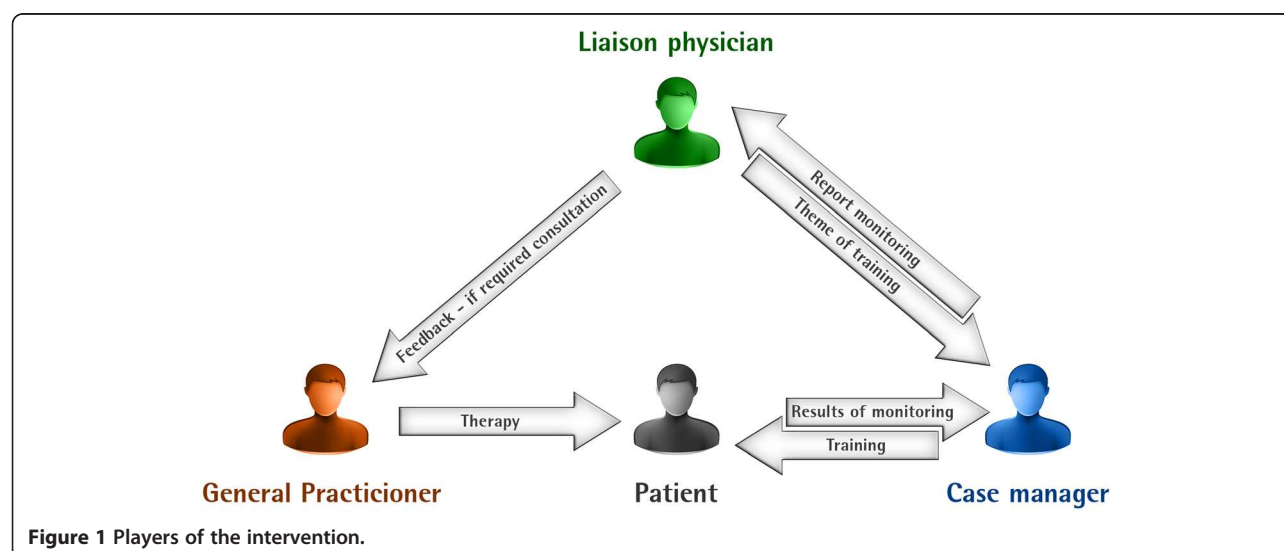 Liaison physician
Report monitoring
Theme of training
Feedback - if required consultation
Therapy
Results of monitoring
Training
General Practicioner
Patient
Case manager
Figure 1 Players of the intervention.